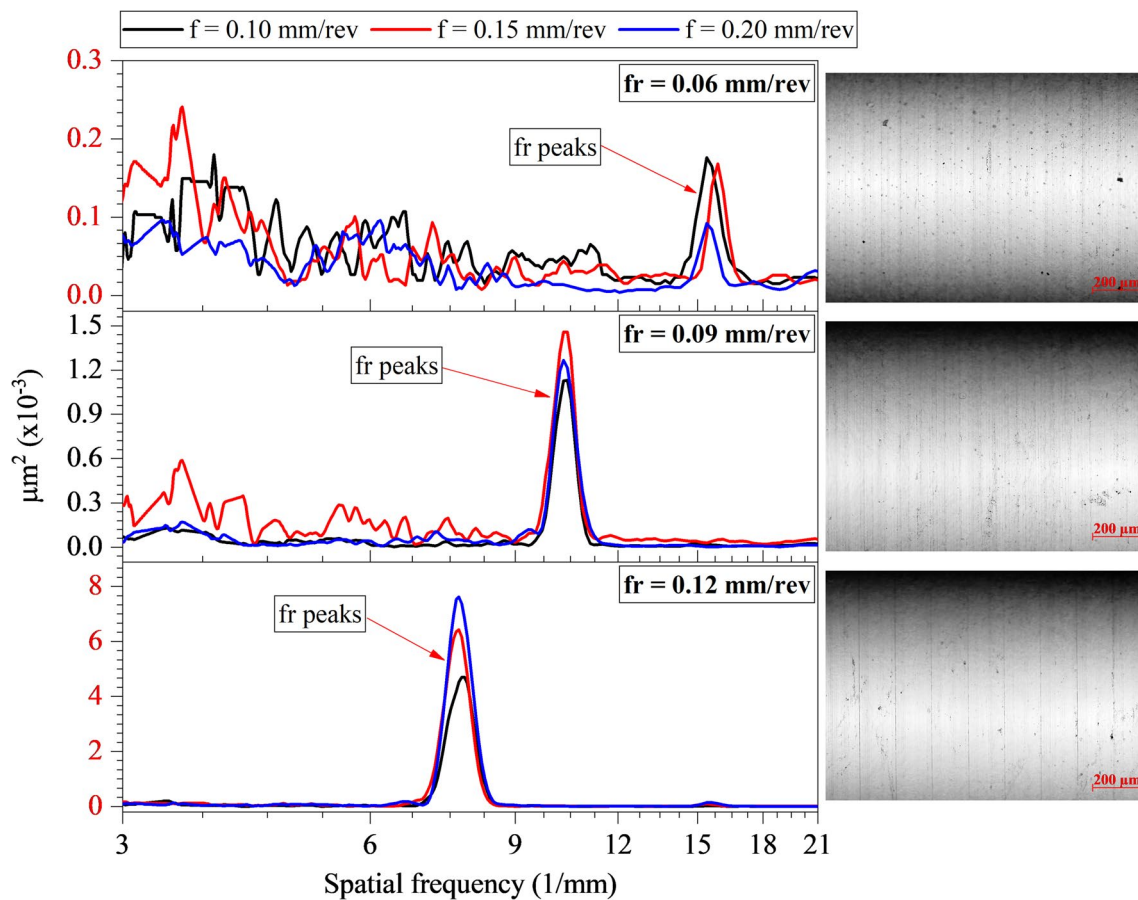 f = 0.10 mm/rev f = 0.15 mm/rev f = 0.20 mm/rev
0.3
0.2
0.1
0.0
fr = 0.06 mm/rev
fr peaks
200 µm
1.5
1.2
0.9
0.6
0.3
0.0
fr = 0.09 mm/rev
fr peaks
200 µm
µm² (x10⁻³)
8
6
4
2
0
fr = 0.12 mm/rev
fr peaks
200 µm
3 6 9 12 15 18 21
Spatial frequency (1/mm)